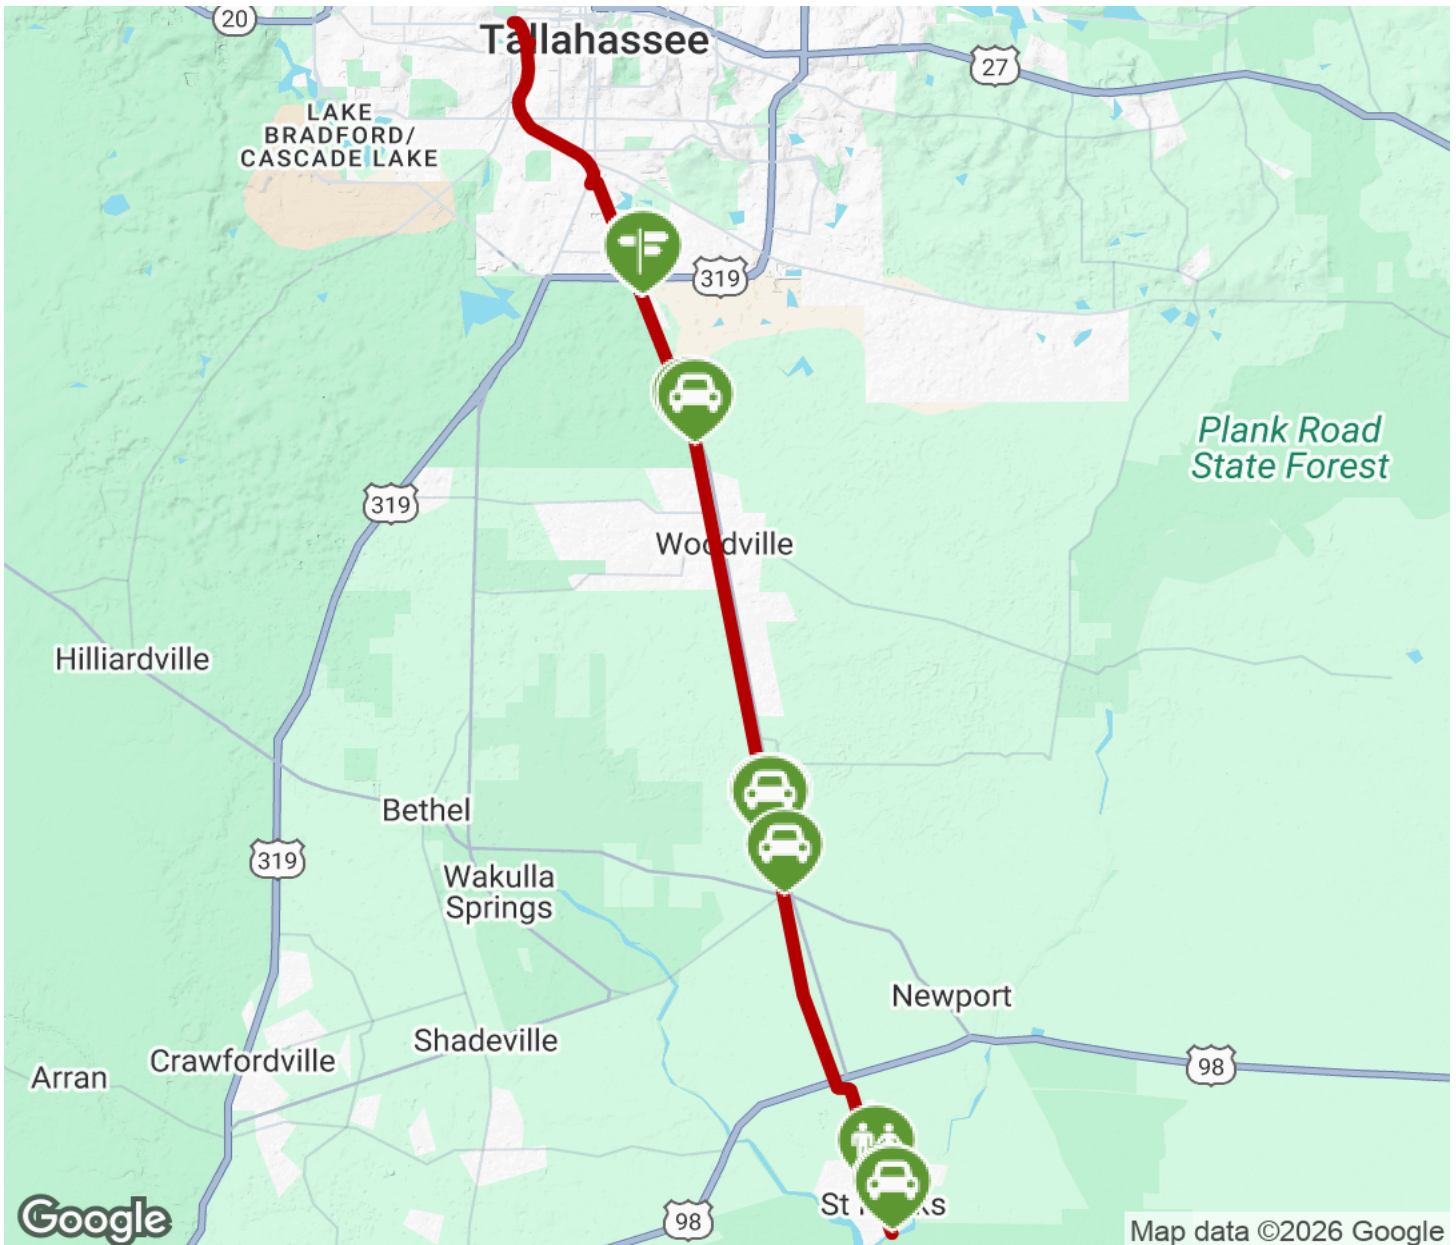 20
Tallahassee
27
LAKE
BRADFORD/
CASCADE LAKE
319
Plank Road
State Forest
319
Woodville
Hilliardville
Bethel
319
Wakulla
Springs
Newport
Shadeville
Crawfordville
Arran
98
St
98
Google
Map data ©2026 Google